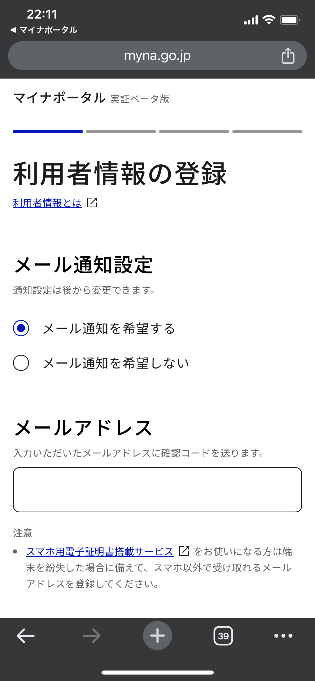 22:11
◀ マイナポータル
myna.go.jp
マイナポータル 実証ベータ版
利用者情報の登録
利用者情報とは
メール通知設定
通知設定は後から変更できます。
メール通知を希望する
メール通知を希望しない
メールアドレス
入力いただいたメールアドレスに確認コードを送ります。
注意
• スマホ用電子証明書搭載サービス をお使いになる方は端
末を紛失した場合に備えて、スマホ以外で受け取れるメール
アドレスを登録してください。
39